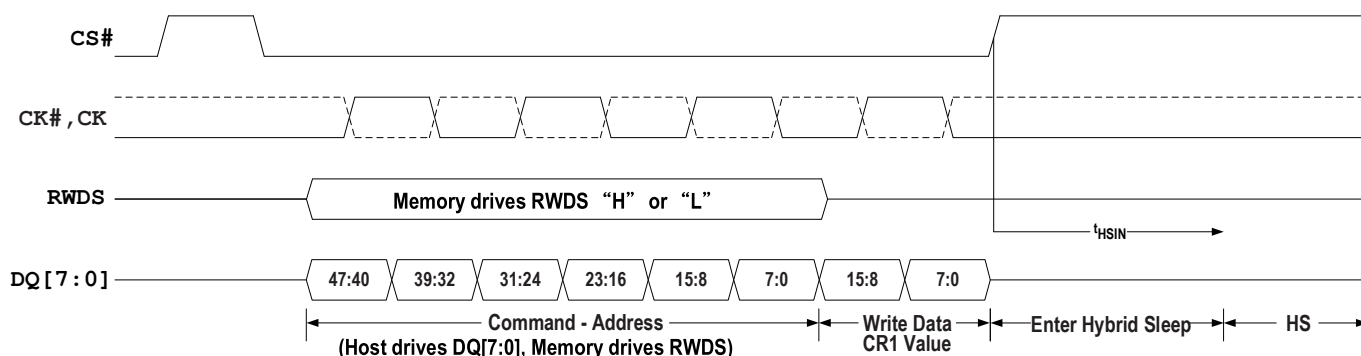 CS#
CK#,CK
RWDS
Memory drives RWDS “H” or “L”
tHSIN
DQ[7:0]
47:40 39:32 31:24 23:16 15:8 7:0 15:8 7:0
Command - Address
(Host drives DQ[7:0], Memory drives RWDS)
Write Data
CR1 Value
Enter Hybrid Sleep
HS